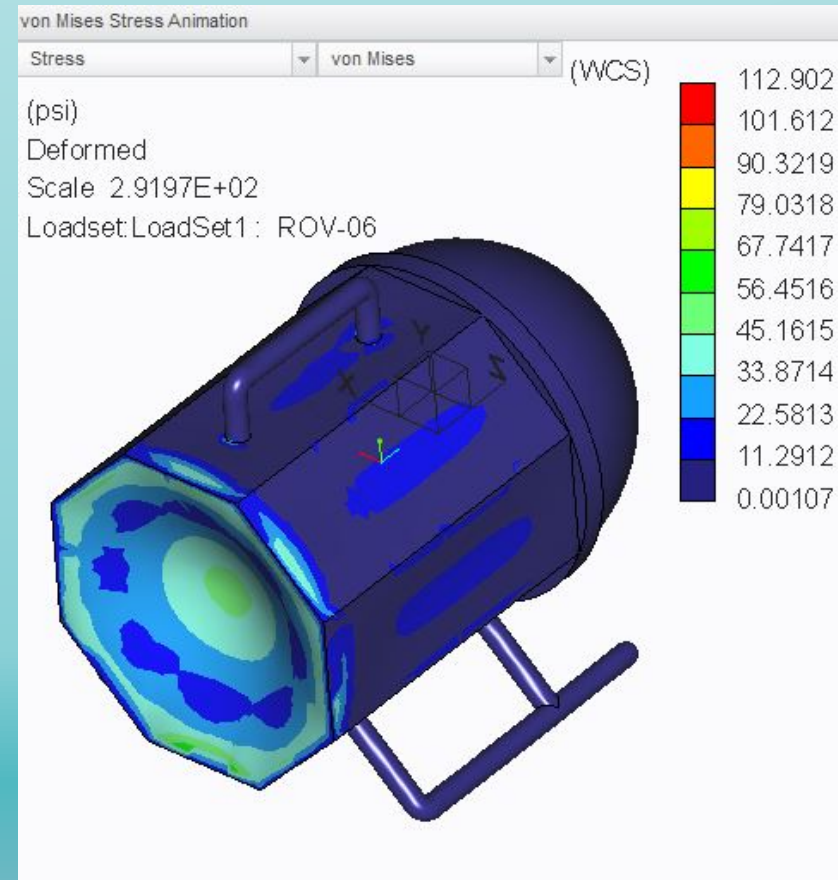 von Mises Stress Animation
Stress von Mises (WCS)
(psi)
Deformed
Scale 2.9197E+02
Loadset:LoadSet1 : ROV-06
112.902
101.612
90.3219
79.0318
67.7417
56.4516
45.1615
33.8714
22.5813
11.2912
0.00107
X
Y
Z